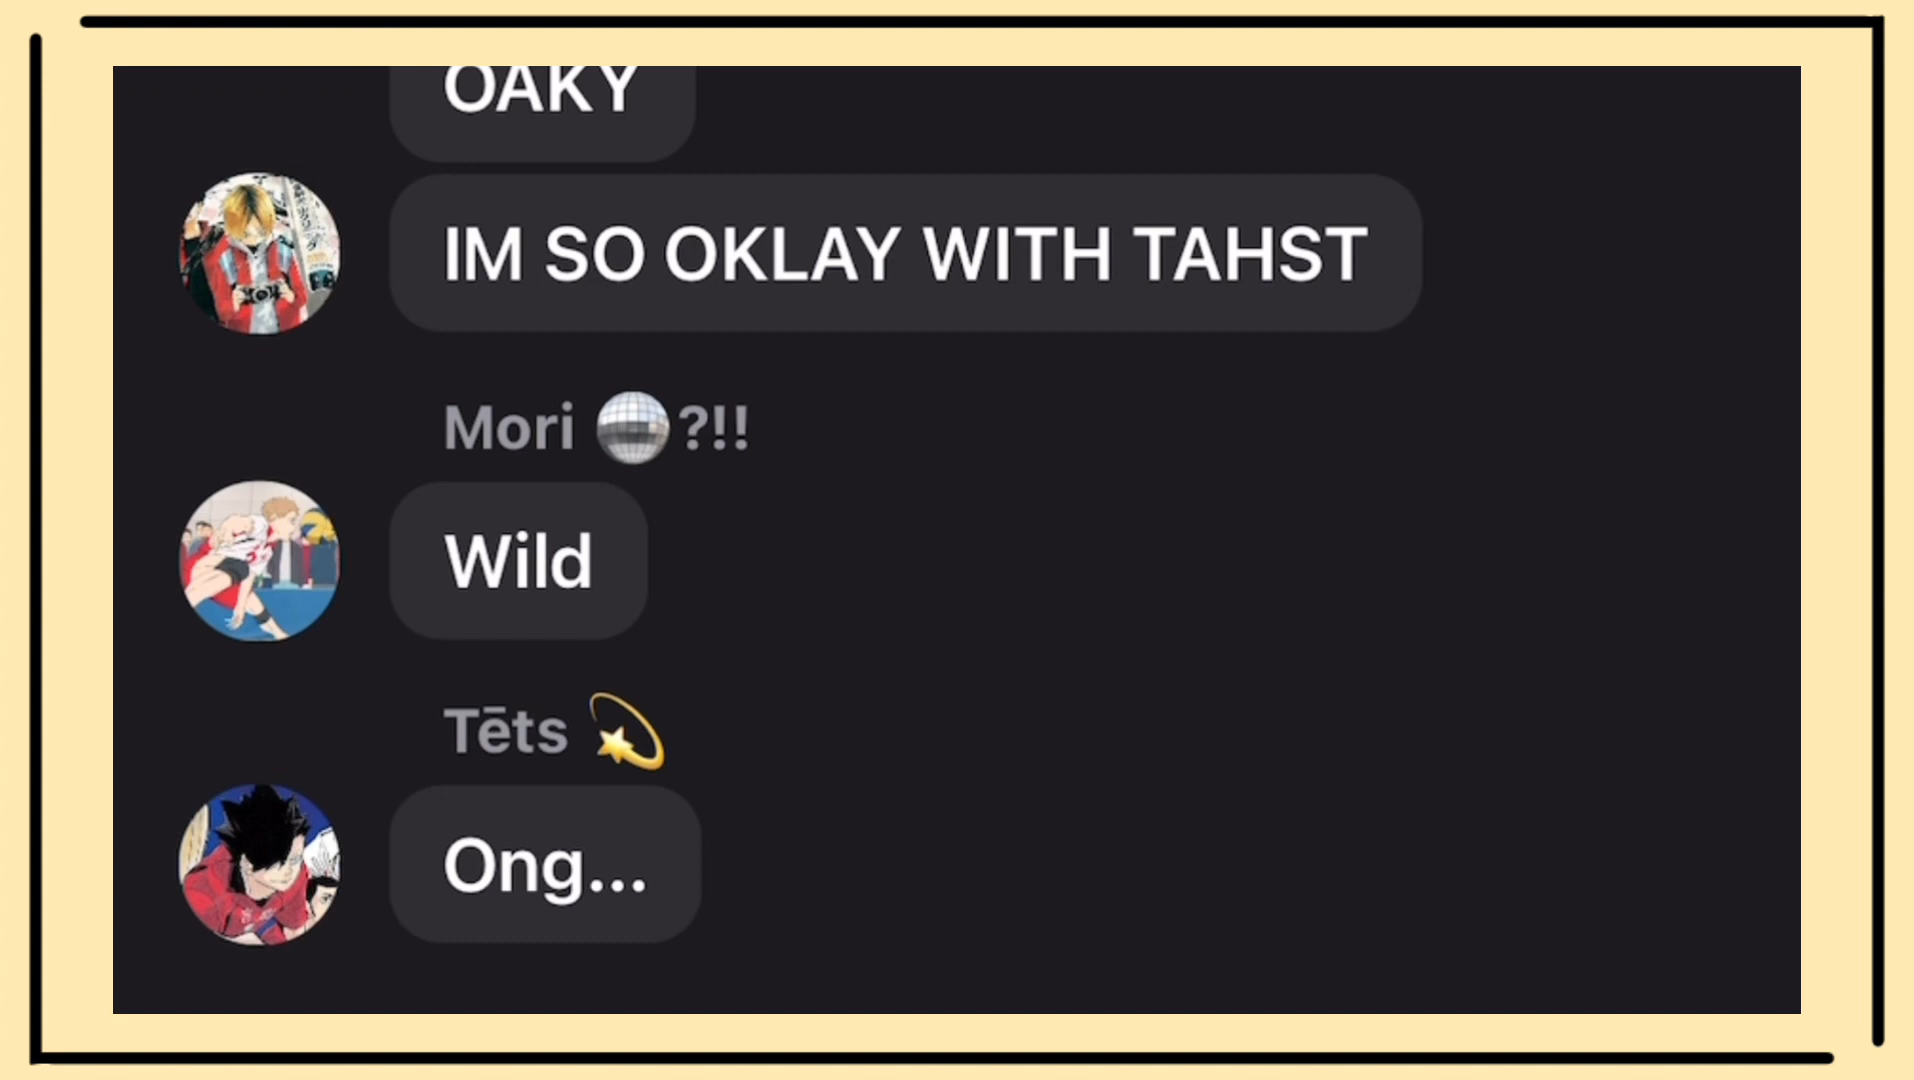 OAKY
IM SO OKLAY WITH TAHST
Mori 🪩?!!
Wild
Tēts 💫
Ong...